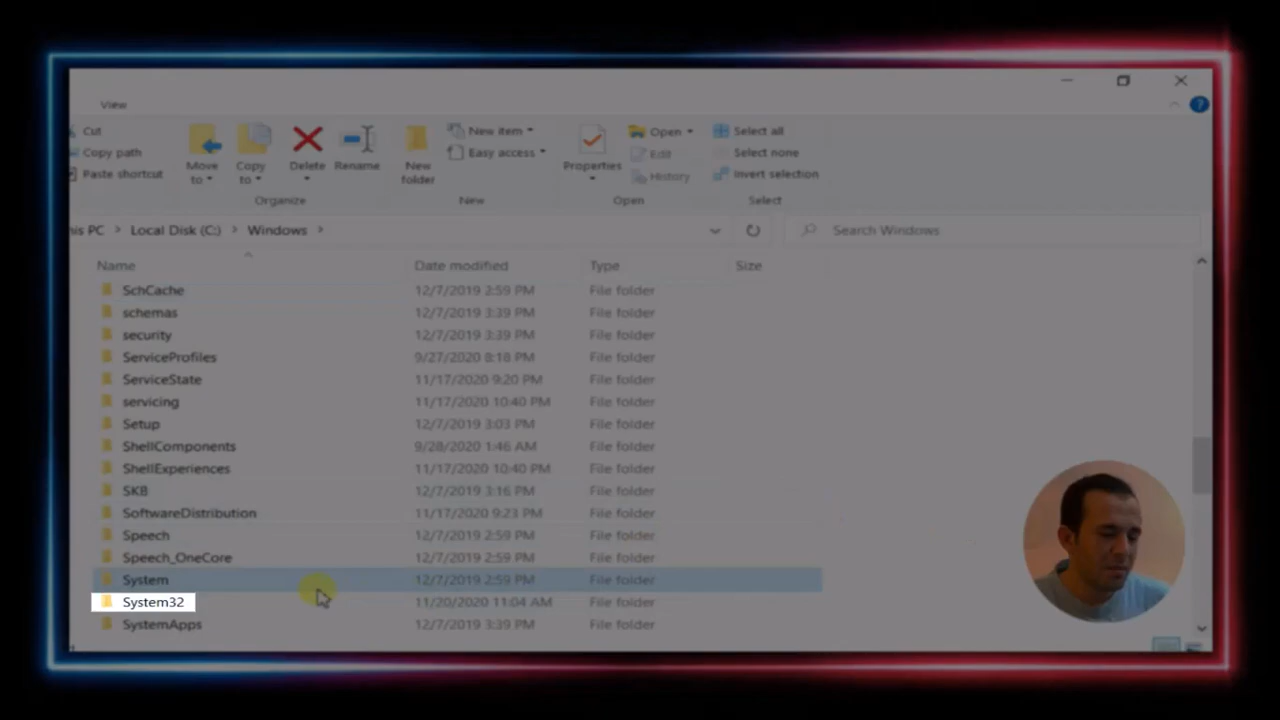 View
Cut
Copy path
Paste shortcut
Move to
Copy to
Delete
Rename
New folder
New item
Easy access
Properties
Open
Edit
History
Select all
Select none
Invert selection
Organize
New
Open
Select
his PC > Local Disk (C:) > Windows >
Search Windows
Name Date modified Type Size
SchCache 12/7/2019 2:59 PM File folder
schemas 12/7/2019 3:39 PM File folder
security 12/7/2019 3:39 PM File folder
ServiceProfiles 9/27/2020 8:18 PM File folder
ServiceState 11/17/2020 9:20 PM File folder
servicing 11/17/2020 10:40 PM File folder
Setup 12/7/2019 3:03 PM File folder
ShellComponents 9/28/2020 1:46 AM File folder
ShellExperiences 11/17/2020 10:40 PM File folder
SKB 12/7/2019 3:16 PM File folder
SoftwareDistribution 11/17/2020 9:23 PM File folder
Speech 12/7/2019 2:59 PM File folder
Speech_OneCore 12/7/2019 2:59 PM File folder
System 12/7/2019 2:59 PM File folder
System32 11/20/2020 11:04 AM File folder
SystemApps 12/7/2019 3:39 PM File folder